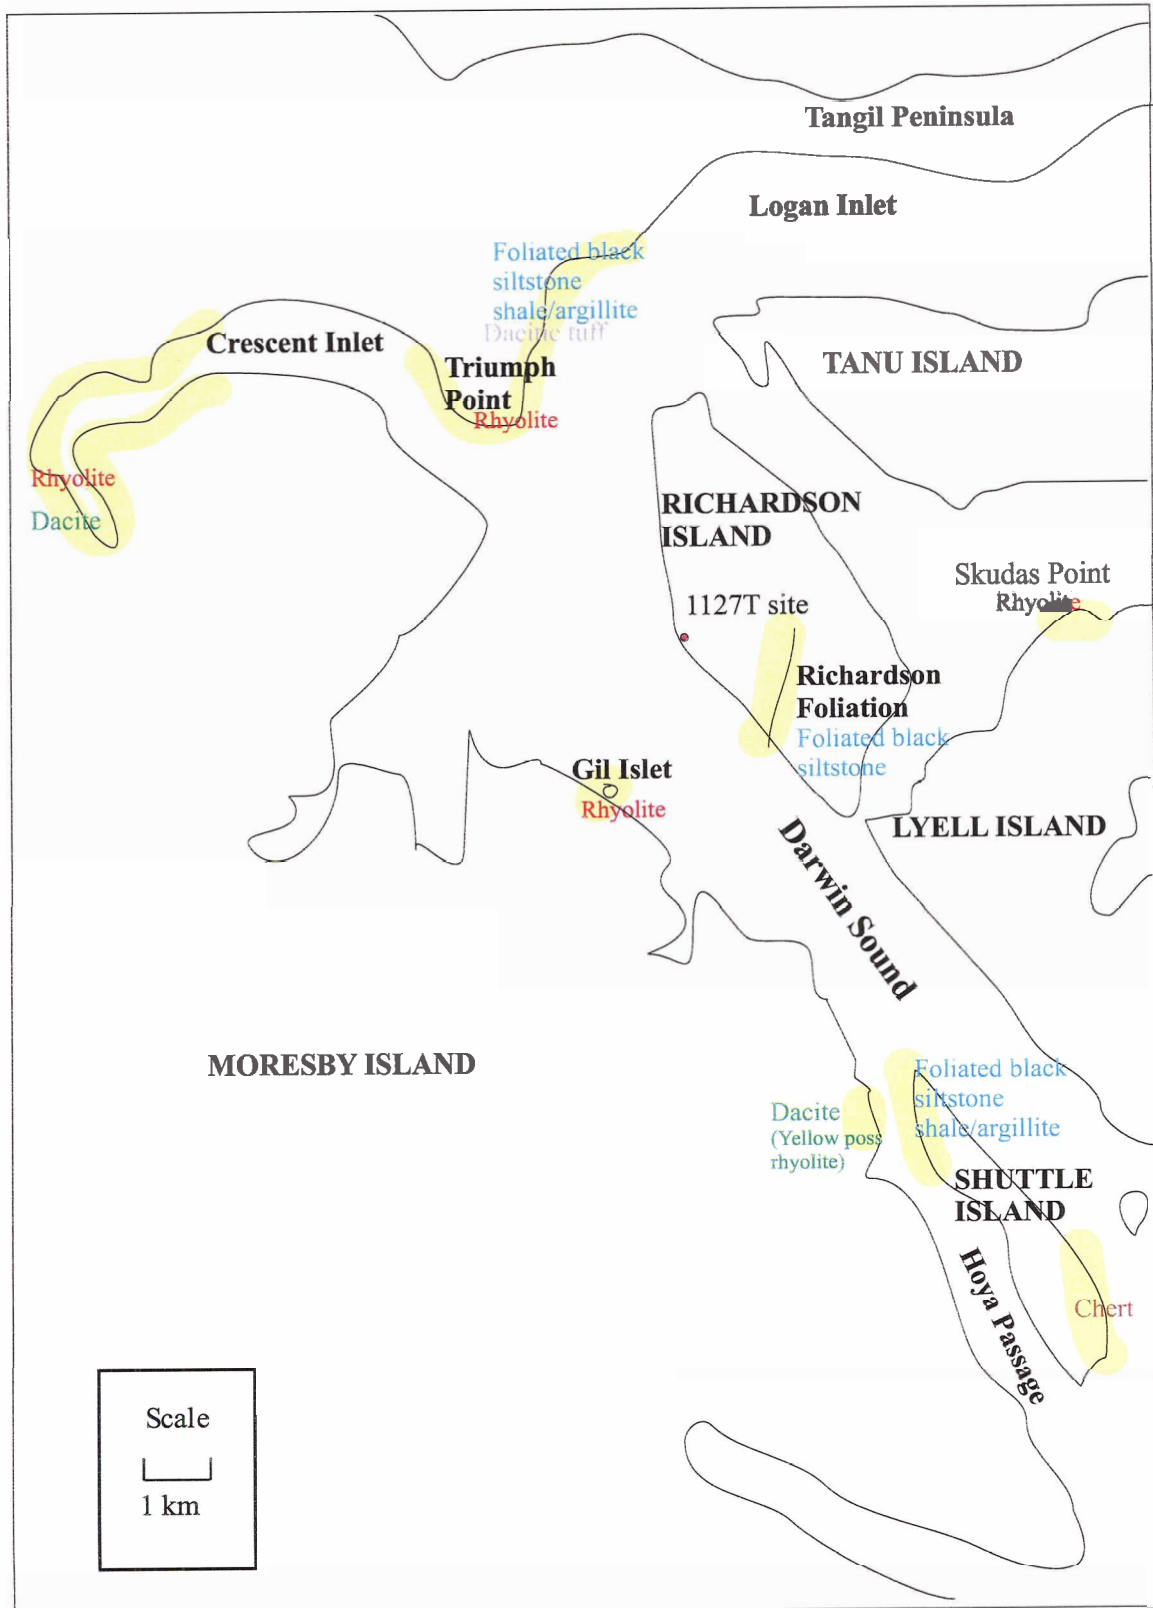 Tangil Peninsula
Logan Inlet
Foliated black
siltstone
shale/argillite
Dacitic tuff
Crescent Inlet
Triumph
Point
Rhyolite
TANU ISLAND
Rhyolite
Dacite
RICHARDSON
ISLAND
1127T site
Skudas Point
Rhyolite
Richardson
Foliation
Foliated black
siltstone
Gil Islet
Rhyolite
LYELL ISLAND
Darwin Sound
MORESBY ISLAND
Foliated black
siltstone
shale/argillite
Dacite
(Yellow poss
rhyolite)
SHUTTLE
ISLAND
Hoya Passage
Chert
Scale
1 km